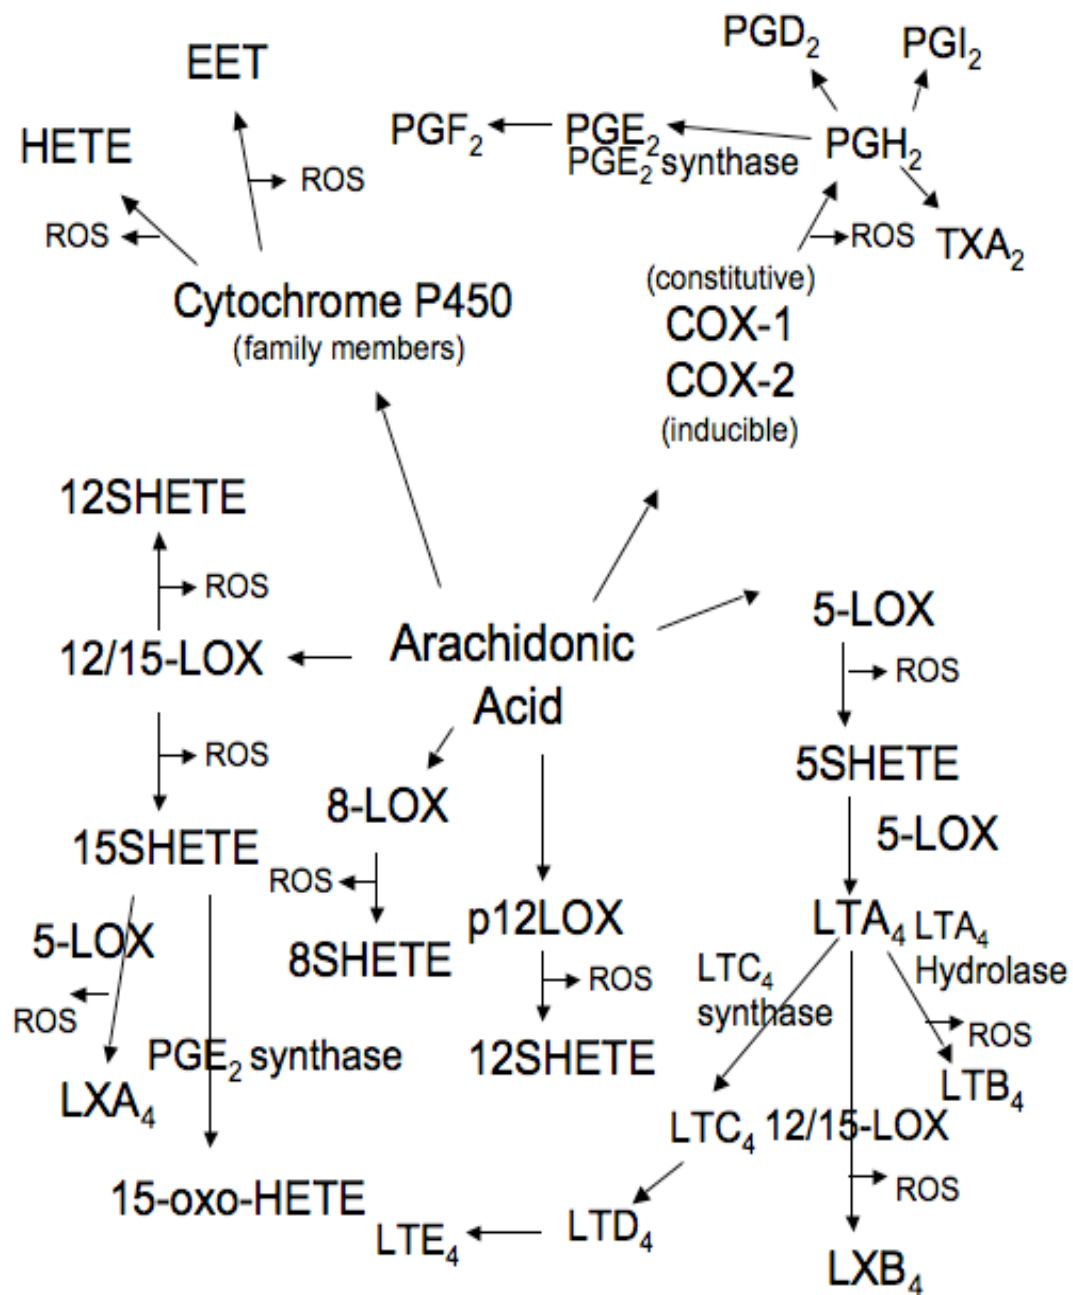 PGD2
PGI2
EET
HETE
PGF2
PGE2
PGE2 synthase
PGH2
ROS
ROS
ROS
TXA2
Cytochrome P450
(family members)
(constitutive)
COX-1
COX-2
(inducible)
12SHETE
ROS
12/15-LOX
ROS
15SHETE
Arachidonic
Acid
5-LOX
ROS
5SHETE
5-LOX
8-LOX
ROS
8SHETE
p12LOX
ROS
12SHETE
5-LOX
ROS
LXA4
PGE2 synthase
15-oxo-HETE
LTA4
LTA4
Hydrolase
LTC4
synthase
ROS
LTB4
LTC4
12/15-LOX
ROS
LTD4
LTE4
LXB4